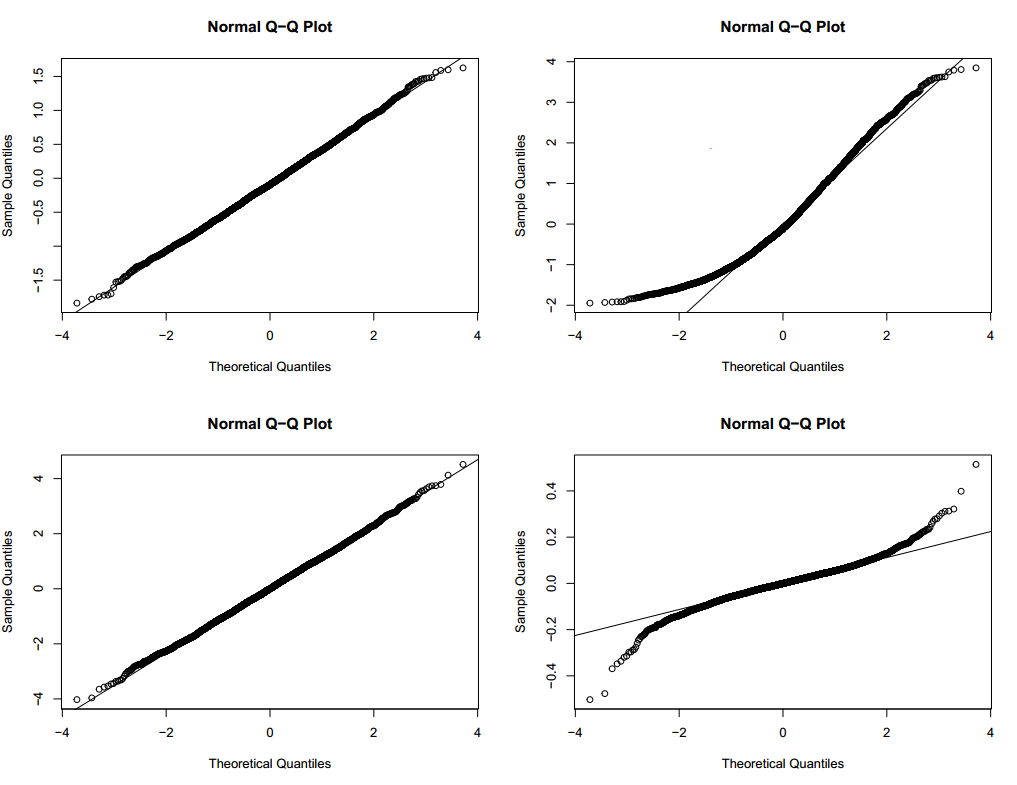 Normal Q−Q Plot
Sample Quantiles
1.5
1.0
0.5
0.0
−0.5
−1.5
−4 −2 0 2 4
Theoretical Quantiles
Normal Q−Q Plot
Sample Quantiles
4
3
2
1
0
−1
−2
−4 −2 0 2 4
Theoretical Quantiles
Normal Q−Q Plot
Sample Quantiles
4
2
0
−2
−4
−4 −2 0 2 4
Theoretical Quantiles
Normal Q−Q Plot
Sample Quantiles
0.4
0.2
0.0
−0.2
−0.4
−4 −2 0 2 4
Theoretical Quantiles